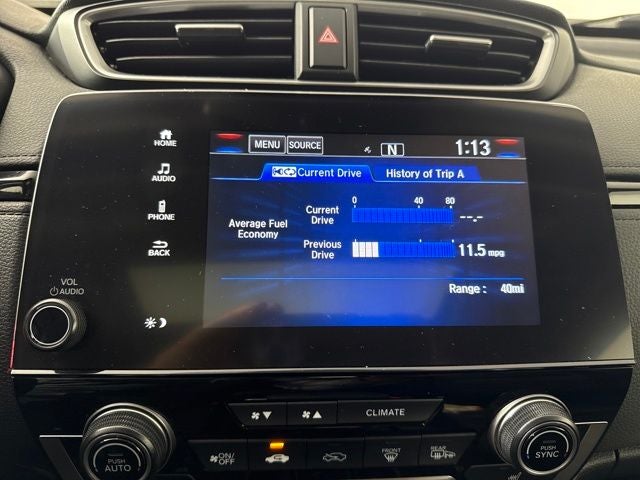 HOME
MENU SOURCE N 1:13
AUDIO
Current Drive History of Trip A
PHONE
0 40 80
Current
Drive --.-
Average Fuel
Economy
BACK
Previous
Drive 11.5 mpg
Range : 40mi
VOL
AUDIO
CLIMATE
PUSH
AUTO
ON/
OFF
FRONT
REAR
PUSH
SYNC